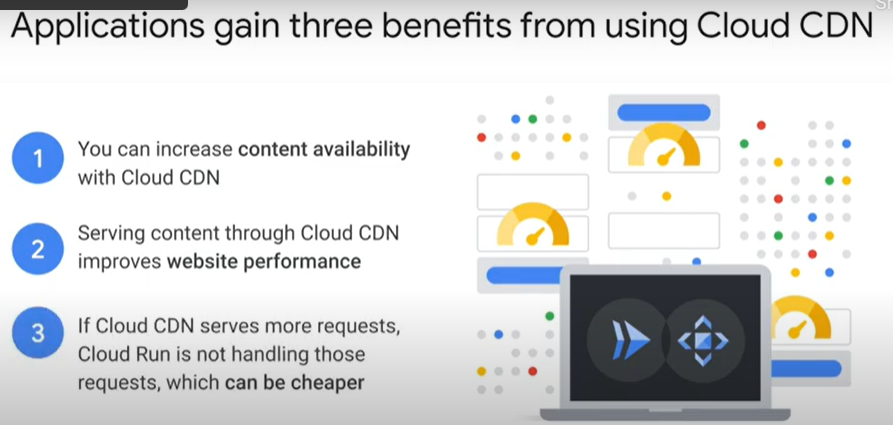 Applications gain three benefits from using Cloud CDN
1
You can increase content availability
with Cloud CDN
2
Serving content through Cloud CDN
improves website performance
3
If Cloud CDN serves more requests,
Cloud Run is not handling those
requests, which can be cheaper